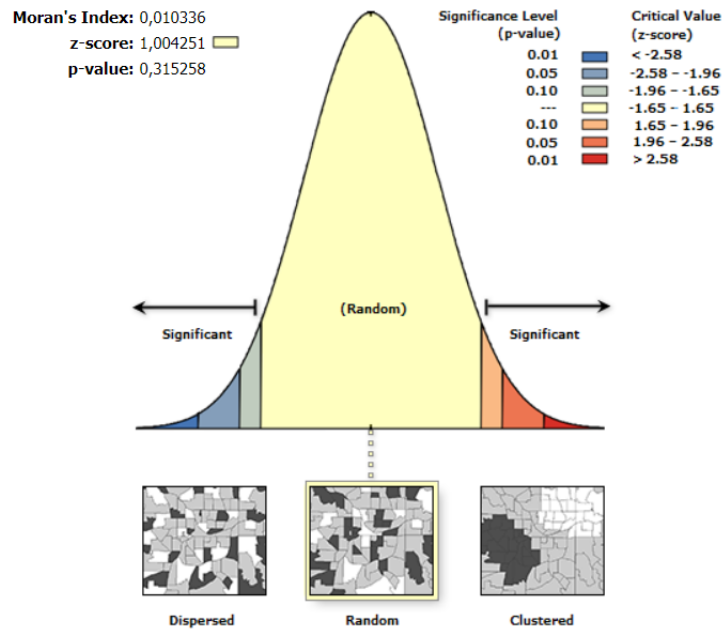 Moran's Index: 0,010336
z-score: 1,004251
p-value: 0,315258
Significance Level
(p-value)
Critical Value
(z-score)
0.01 < -2.58
0.05 -2.58 – -1.96
0.10 -1.96 – -1.65
--- -1.65 – 1.65
0.10 1.65 – 1.96
0.05 1.96 – 2.58
0.01 > 2.58
(Random)
Significant
Significant
Dispersed
Random
Clustered